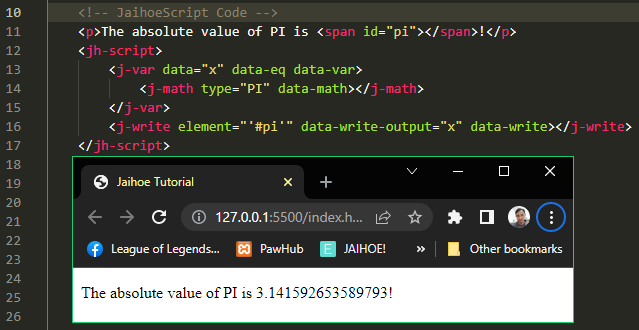 10 <!-- JaihoeScript Code -->
11 <p>The absolute value of PI is <span id="pi"></span>!</p>
12 <jh-script>
13 <j-var data="x" data-eq data-var>
14 <j-math type="PI" data-math></j-math>
15 </j-var>
16 <j-write element="'#pi'" data-write-output="x" data-write></j-write>
17 </jh-script>
18
19 Jaihoe Tutorial
20
21 127.0.0.1:5500/index.h...
22
23 League of Legends... PawHub E JAIHOE! » Other bookmarks
24
25 The absolute value of PI is 3.141592653589793!
26